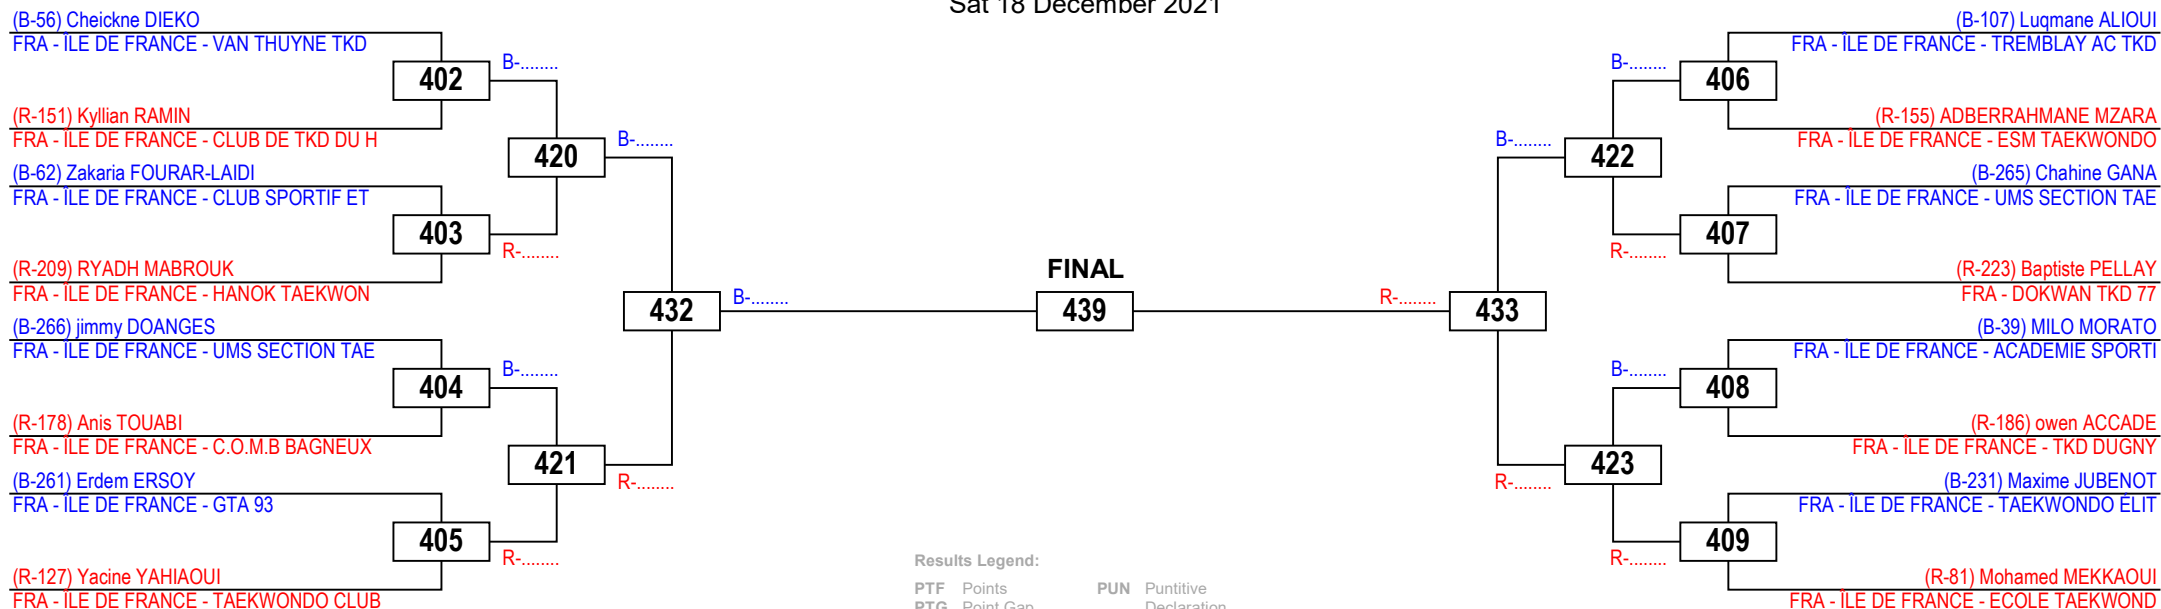 Sat 18 December 2021
(B-56) Cheickne DIEKO
FRA - ÎLE DE FRANCE - VAN THUYNE TKD
402
B-........
(R-151) Kyllian RAMIN
FRA - ÎLE DE FRANCE - CLUB DE TKD DU H
420
B-........
(B-62) Zakaria FOURAR-LAIDI
FRA - ÎLE DE FRANCE - CLUB SPORTIF ET
403
R-........
(R-209) RYADH MABROUK
FRA - ÎLE DE FRANCE - HANOK TAEKWON
432
B-........
(B-266) jimmy DOANGES
FRA - ÎLE DE FRANCE - UMS SECTION TAE
404
B-........
(R-178) Anis TOUABI
FRA - ÎLE DE FRANCE - C.O.M.B BAGNEUX
421
R-........
(B-261) Erdem ERSOY
FRA - ÎLE DE FRANCE - GTA 93
405
R-........
(R-127) Yacine YAHIAOUI
FRA - ÎLE DE FRANCE - TAEKWONDO CLUB
FINAL
439
(B-107) Luqmane ALIOUI
FRA - ÎLE DE FRANCE - TREMBLAY AC TKD
B-........
406
(R-155) ADBERRAHMANE MZARA
FRA - ÎLE DE FRANCE - ESM TAEKWONDO
B-........
422
(B-265) Chahine GANA
FRA - ÎLE DE FRANCE - UMS SECTION TAE
407
R-........
(R-223) Baptiste PELLAY
FRA - DOKWAN TKD 77
R-........
433
(B-39) MILO MORATO
FRA - ÎLE DE FRANCE - ACADEMIE SPORTI
B-........
408
(R-186) owen ACCADE
FRA - ÎLE DE FRANCE - TKD DUGNY
423
R-........
(B-231) Maxime JUBENOT
FRA - ÎLE DE FRANCE - TAEKWONDO ÉLIT
409
R-........
(R-81) Mohamed MEKKAOUI
FRA - ÎLE DE FRANCE - ECOLE TAEKWOND
Results Legend:
PTF Points PUN Puntitive
PTG Point Gap Declaration